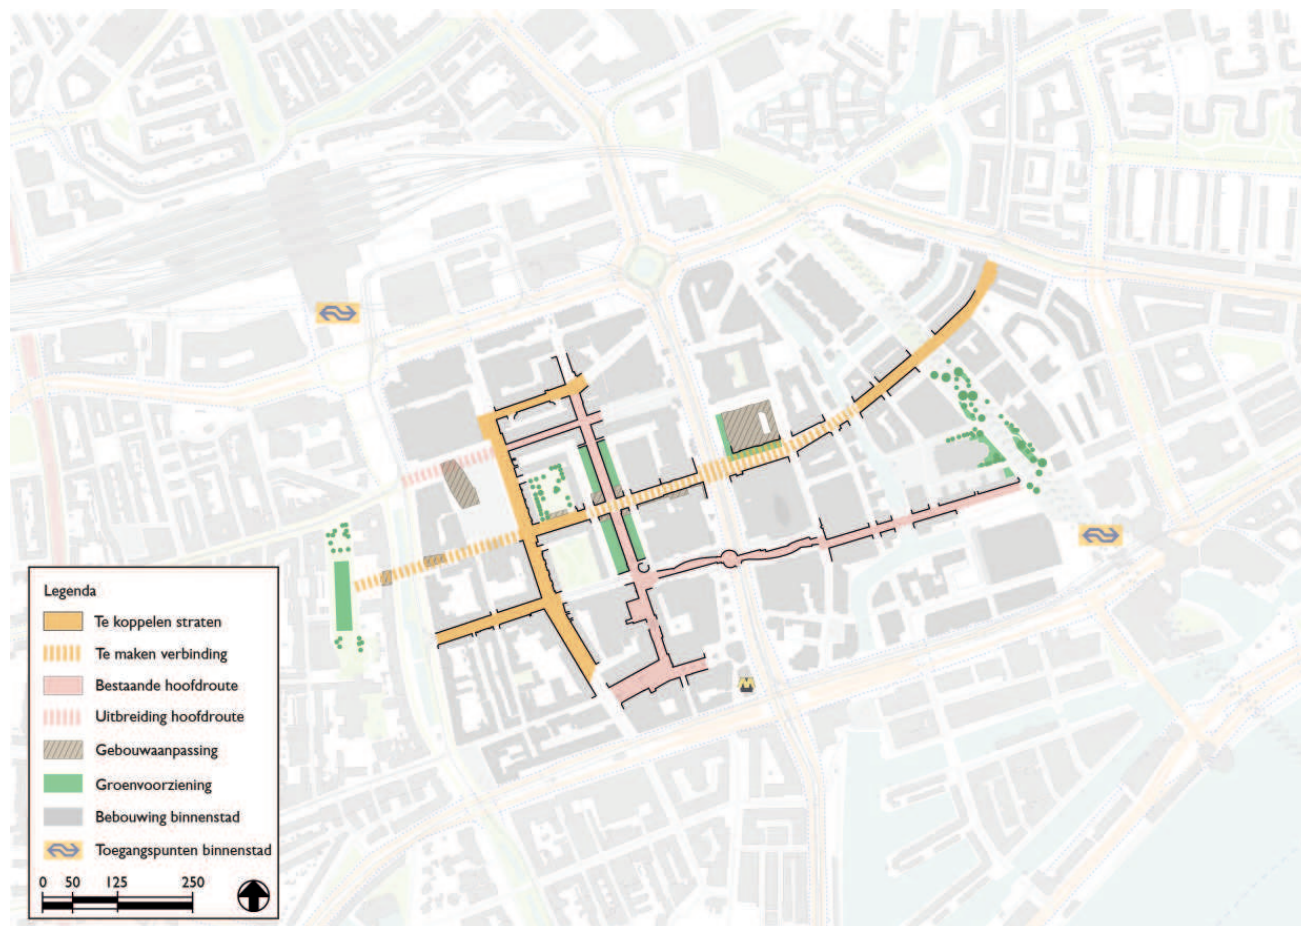 Legenda
Te koppelen straten
Te maken verbinding
Bestaande hoofdroute
Uitbreiding hoofdroute
Gebouwaanpassing
Groenvoorziening
Bebouwing binnenstad
Toegangspunten binnenstad
0 50 125 250
M